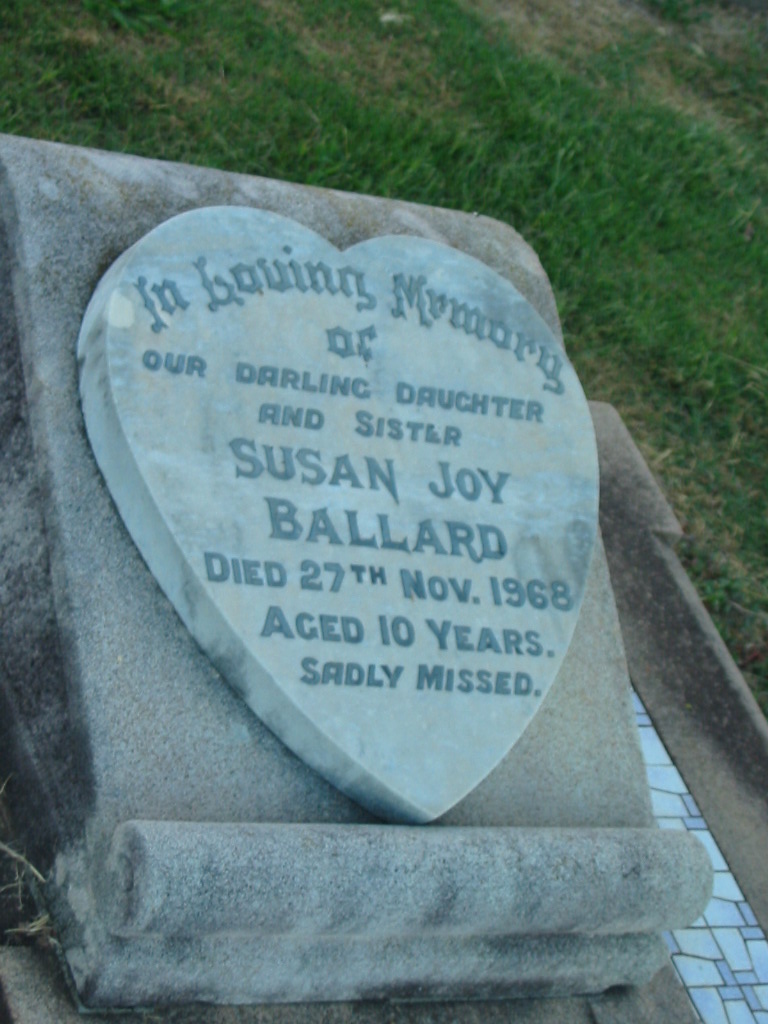 In Loving Memory
of
OUR DARLING DAUGHTER
AND SISTER
SUSAN JOY
BALLARD
DIED 27TH NOV. 1968
AGED 10 YEARS.
SADLY MISSED.